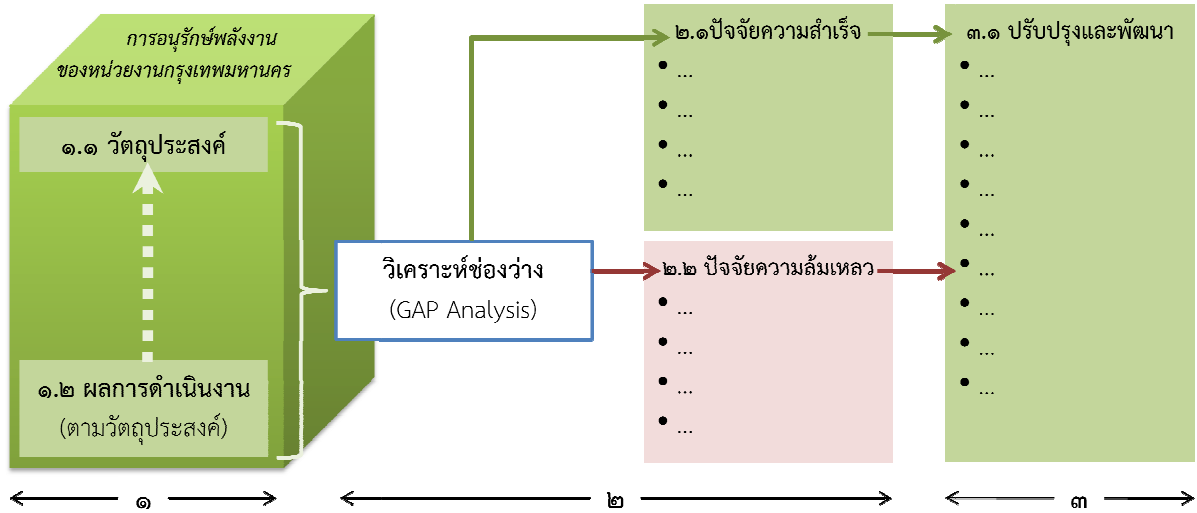 การอนุรักษ์พลังงาน
ของหน่วยงานกรุงเทพมหานคร
๑.๑ วัตถุประสงค์
๑.๒ ผลการดำเนินงาน
(ตามวัตถุประสงค์)
วิเคราะห์ช่องว่าง
(GAP Analysis)
๒.๑ปัจจัยความสำเร็จ
• ...
• ...
• ...
• ...
๒.๒ ปัจจัยความล้มเหลว
• ...
• ...
• ...
• ...
๓.๑ ปรับปรุงและพัฒนา
• ...
• ...
• ...
• ...
• ...
• ...
• ...
• ...
• ...
๑
๒
๓